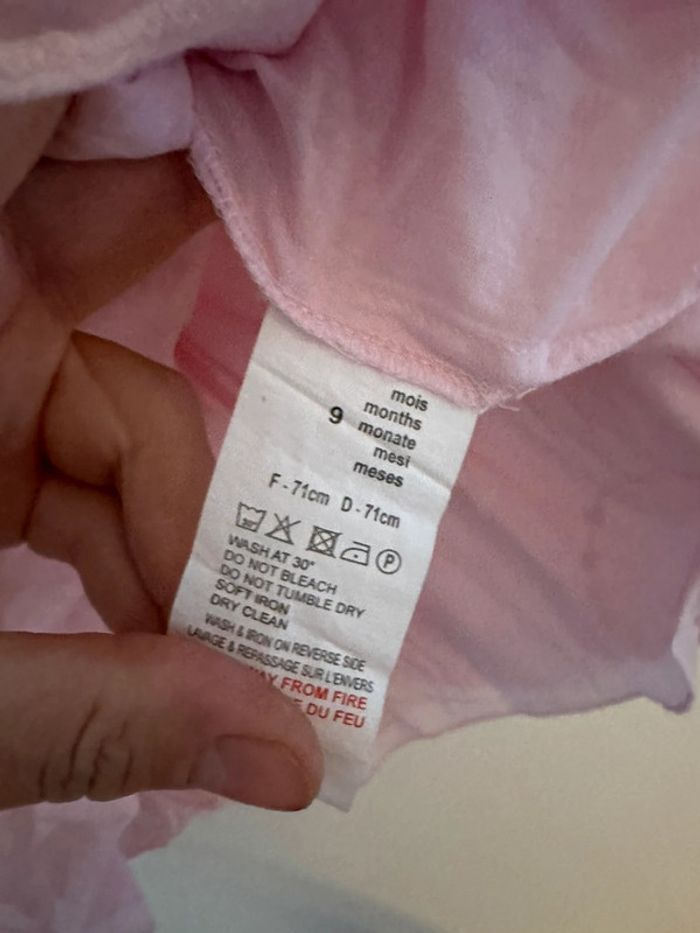 mois
months
9 monate
mesi
meses
F - 71cm D - 71cm
30°
P
WASH AT 30°
DO NOT BLEACH
DO NOT TUMBLE DRY
SOFT IRON
DRY CLEAN
WASH & IRON ON REVERSE SIDE
LAVAGE & REPASSAGE SUR L'ENVERS
FROM FIRE
DU FEU